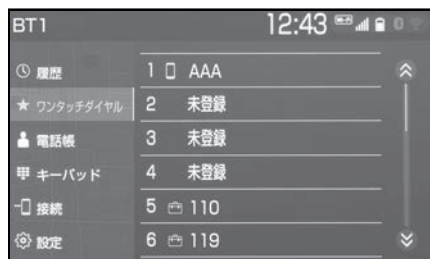 BT1 12:43
履歴
ワンタッチダイヤル
電話帳
キーパッド
接続
設定
1 AAA
2 未登録
3 未登録
4 未登録
5 110
6 119